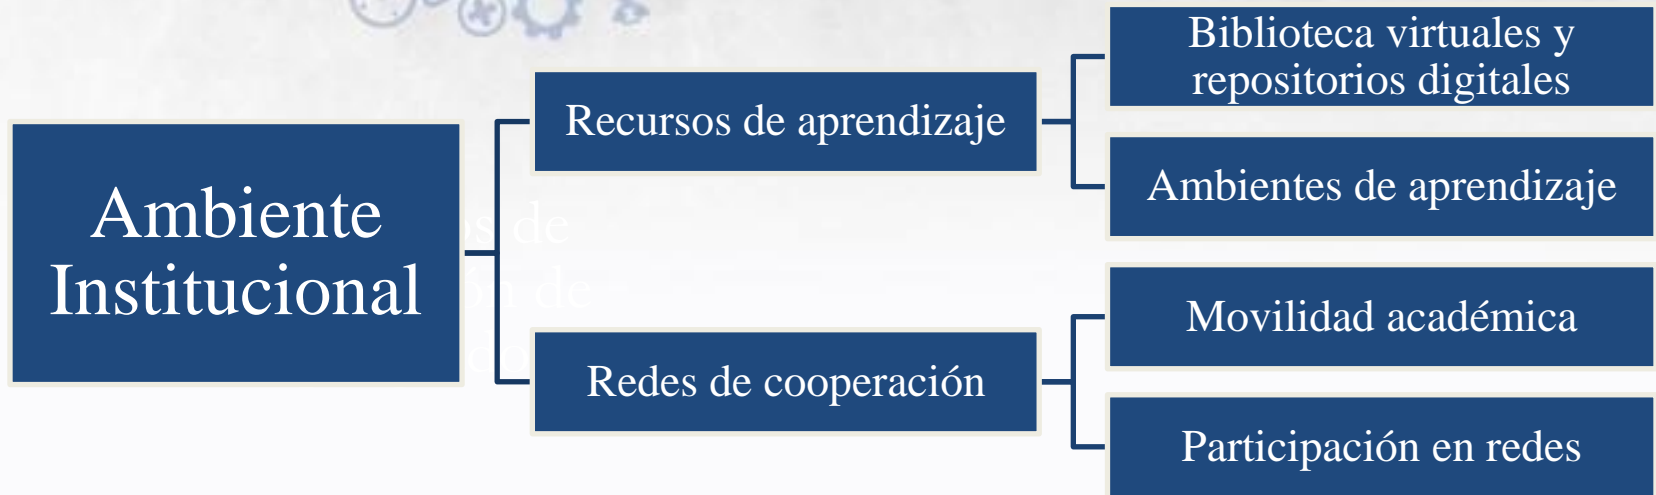 Ambiente
Institucional
Recursos de aprendizaje
Biblioteca virtuales y
repositorios digitales
Ambientes de aprendizaje
Redes de cooperación
Movilidad académica
Participación en redes